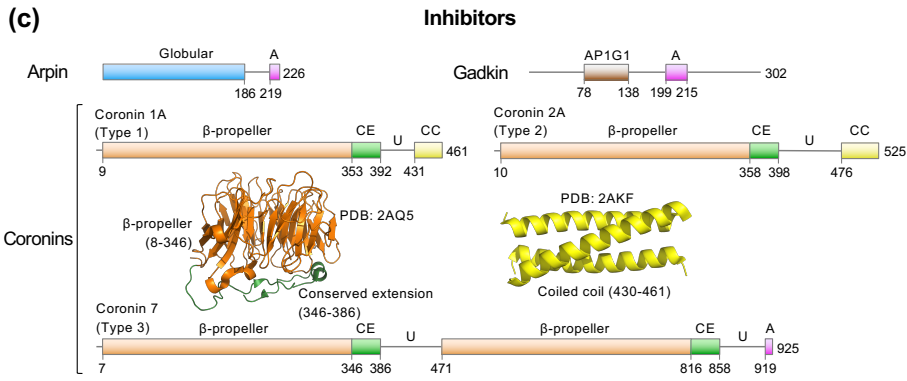 (c)
Inhibitors
Arpin
Globular
A
186
219
226
Gadkin
AP1G1
A
78
138
199
215
302
Coronins
Coronin 1A
(Type 1)
β-propeller
CE
U
CC
9
353
392
431
461
Coronin 2A
(Type 2)
β-propeller
CE
U
CC
10
358
398
476
525
β-propeller
(8-346)
PDB: 2AQ5
Conserved extension
(346-386)
PDB: 2AKF
Coiled coil (430-461)
Coronin 7
(Type 3)
β-propeller
CE
U
β-propeller
CE
U
A
7
346
386
471
816
858
919
925